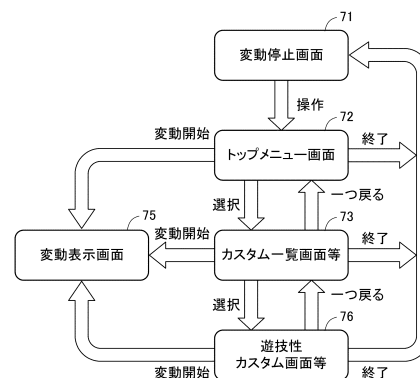 71
変動停止画面
操作
72
変動開始
トップメニュー画面
終了
75
選択
一つ戻る
73
変動開始
変動表示画面
カスタム一覧画面等
終了
選択
一つ戻る
76
遊技性
カスタム画面等
変動開始
終了